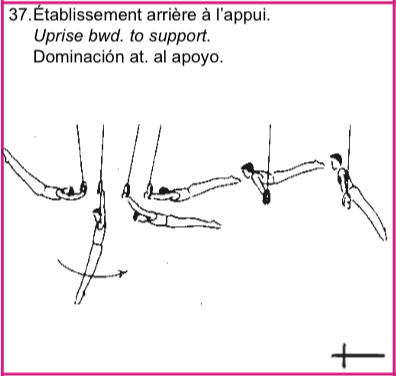 37.Établissement arrière à l'appui.
Uprise bwd. to support.
Dominación at. al apoyo.